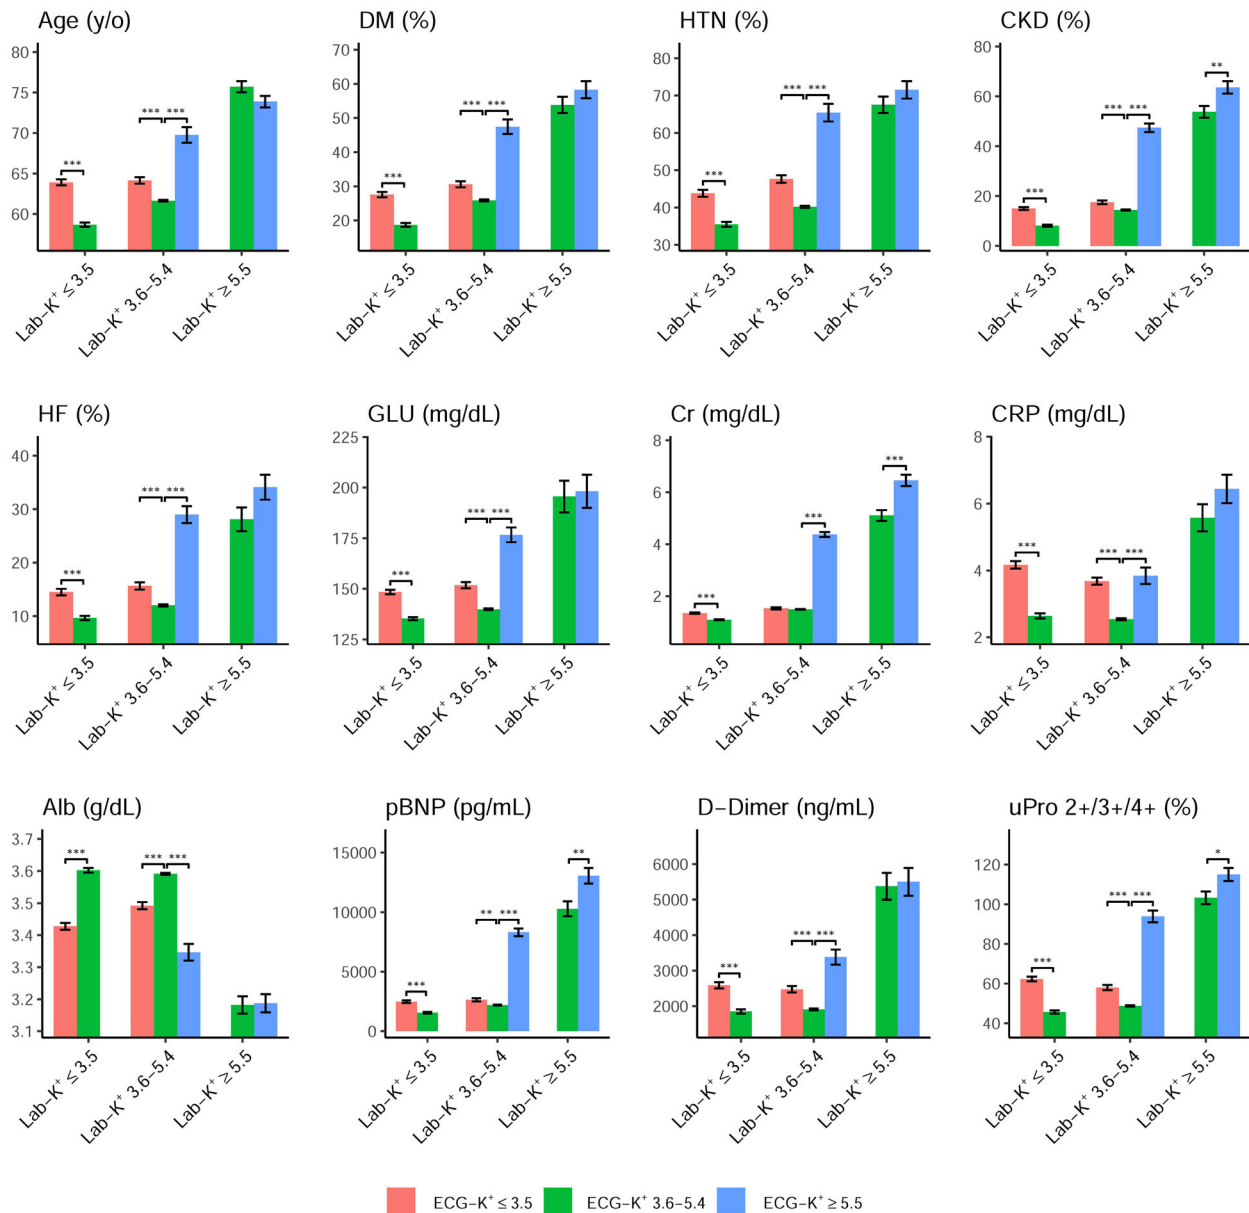 Age (y/o)
80
75
70
65
60
***
***
***
Lab−K+ ≤ 3.5
Lab−K+ 3.6−5.4
Lab−K+ ≥ 5.5
DM (%)
70
60
50
40
30
20
***
***
***
Lab−K+ ≤ 3.5
Lab−K+ 3.6−5.4
Lab−K+ ≥ 5.5
HTN (%)
80
70
60
50
40
30
***
***
***
Lab−K+ ≤ 3.5
Lab−K+ 3.6−5.4
Lab−K+ ≥ 5.5
CKD (%)
80
60
40
20
0
***
***
***
**
Lab−K+ ≤ 3.5
Lab−K+ 3.6−5.4
Lab−K+ ≥ 5.5
HF (%)
40
30
20
10
***
***
***
Lab−K+ ≤ 3.5
Lab−K+ 3.6−5.4
Lab−K+ ≥ 5.5
GLU (mg/dL)
225
200
175
150
125
***
***
***
Lab−K+ ≤ 3.5
Lab−K+ 3.6−5.4
Lab−K+ ≥ 5.5
Cr (mg/dL)
8
6
4
2
***
***
***
Lab−K+ ≤ 3.5
Lab−K+ 3.6−5.4
Lab−K+ ≥ 5.5
CRP (mg/dL)
8
6
4
2
***
***
***
Lab−K+ ≤ 3.5
Lab−K+ 3.6−5.4
Lab−K+ ≥ 5.5
Alb (g/dL)
3.7
3.6
3.5
3.4
3.3
3.2
3.1
***
***
***
Lab−K+ ≤ 3.5
Lab−K+ 3.6−5.4
Lab−K+ ≥ 5.5
pBNP (pg/mL)
15000
10000
5000
0
***
**
***
**
Lab−K+ ≤ 3.5
Lab−K+ 3.6−5.4
Lab−K+ ≥ 5.5
D−Dimer (ng/mL)
6000
5000
4000
3000
2000
***
***
***
Lab−K+ ≤ 3.5
Lab−K+ 3.6−5.4
Lab−K+ ≥ 5.5
uPro 2+/3+/4+ (%)
120
100
80
60
40
***
***
***
*
Lab−K+ ≤ 3.5
Lab−K+ 3.6−5.4
Lab−K+ ≥ 5.5
ECG−K+ ≤ 3.5
ECG−K+ 3.6−5.4
ECG−K+ ≥ 5.5